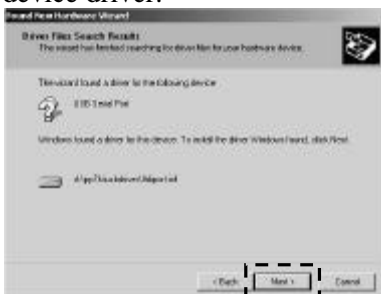 device driver.
Found New Hardware Wizard
Driver Files Search Results
The wizard has finished searching for driver files for your hardware device.
The wizard found a driver for the following device
USB Serial Port
Windows found a driver for this device. To install the driver Windows found, click Next.
< Back
Next >
Cancel